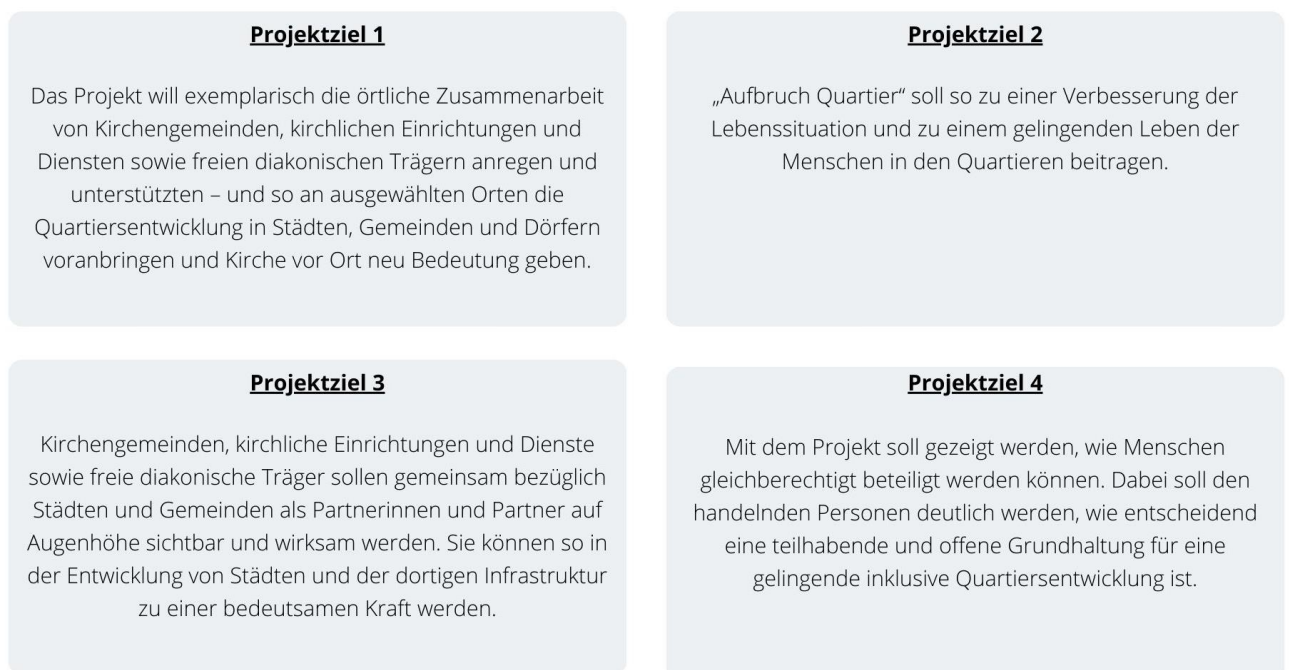 Projektziel 1
Das Projekt will exemplarisch die örtliche Zusammenarbeit
von Kirchengemeinden, kirchlichen Einrichtungen und
Diensten sowie freien diakonischen Trägern anregen und
unterstützten – und so an ausgewählten Orten die
Quartiersentwicklung in Städten, Gemeinden und Dörfern
voranbringen und Kirche vor Ort neu Bedeutung geben.
Projektziel 2
„Aufbruch Quartier“ soll so zu einer Verbesserung der
Lebenssituation und zu einem gelingenden Leben der
Menschen in den Quartieren beitragen.
Projektziel 3
Kirchengemeinden, kirchliche Einrichtungen und Dienste
sowie freie diakonische Träger sollen gemeinsam bezüglich
Städten und Gemeinden als Partnerinnen und Partner auf
Augenhöhe sichtbar und wirksam werden. Sie können so in
der Entwicklung von Städten und der dortigen Infrastruktur
zu einer bedeutsamen Kraft werden.
Projektziel 4
Mit dem Projekt soll gezeigt werden, wie Menschen
gleichberechtigt beteiligt werden können. Dabei soll den
handelnden Personen deutlich werden, wie entscheidend
eine teilhabende und offene Grundhaltung für eine
gelingende inklusive Quartiersentwicklung ist.